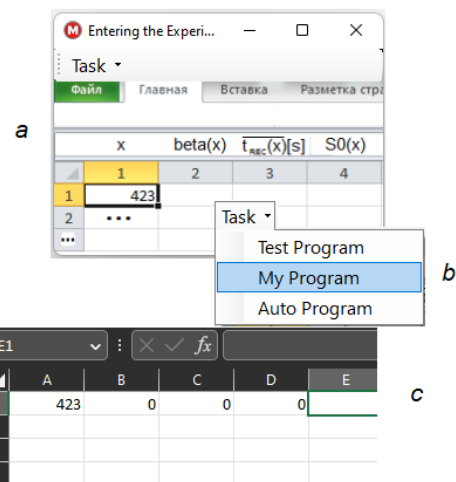 Entering the Experi...
Task
Файл Главная Вставка Разметка стра
a
x beta(x) t_REC(x)[s] S0(x)
1 2 3 4
1 423
2 •••
•••
Task
Test Program
My Program
Auto Program
b
E1 fx
c
A B C D E
423 0 0 0